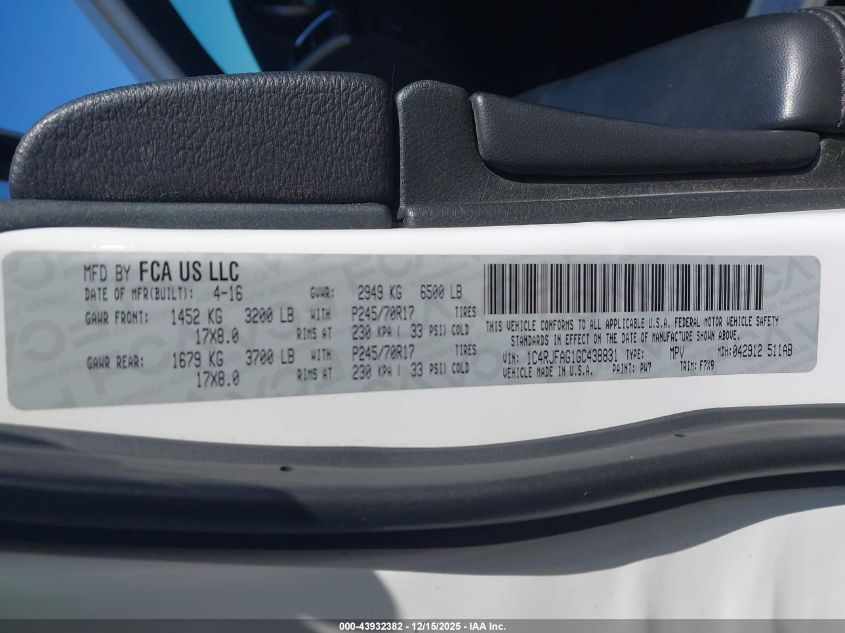 MFD BY FCA US LLC
DATE OF MFR(BUILT): 4-16 GVWR: 2949 KG 6500 LB
GAWR FRONT: 1452 KG 3200 LB WITH P245/70R17 TIRES
17X8.0 RIMS AT 230 KPA ( 33 PSI) COLD
GAWR REAR: 1679 KG 3700 LB WITH P245/70R17 TIRES
17X8.0 RIMS AT 230 KPA ( 33 PSI) COLD
THIS VEHICLE CONFORMS TO ALL APPLICABLE U.S.A. FEDERAL MOTOR VEHICLE SAFETY
STANDARDS IN EFFECT ON THE DATE OF MANUFACTURE SHOWN ABOVE.
VIN: 1C4RJFAG1GC439831 TYPE: MPV MDH: 042912 511AB
VEHICLE MADE IN U.S.A. PAINT: PW7 TRIM: F7X9
000-43932382 - 12/15/2025 - IAA Inc.